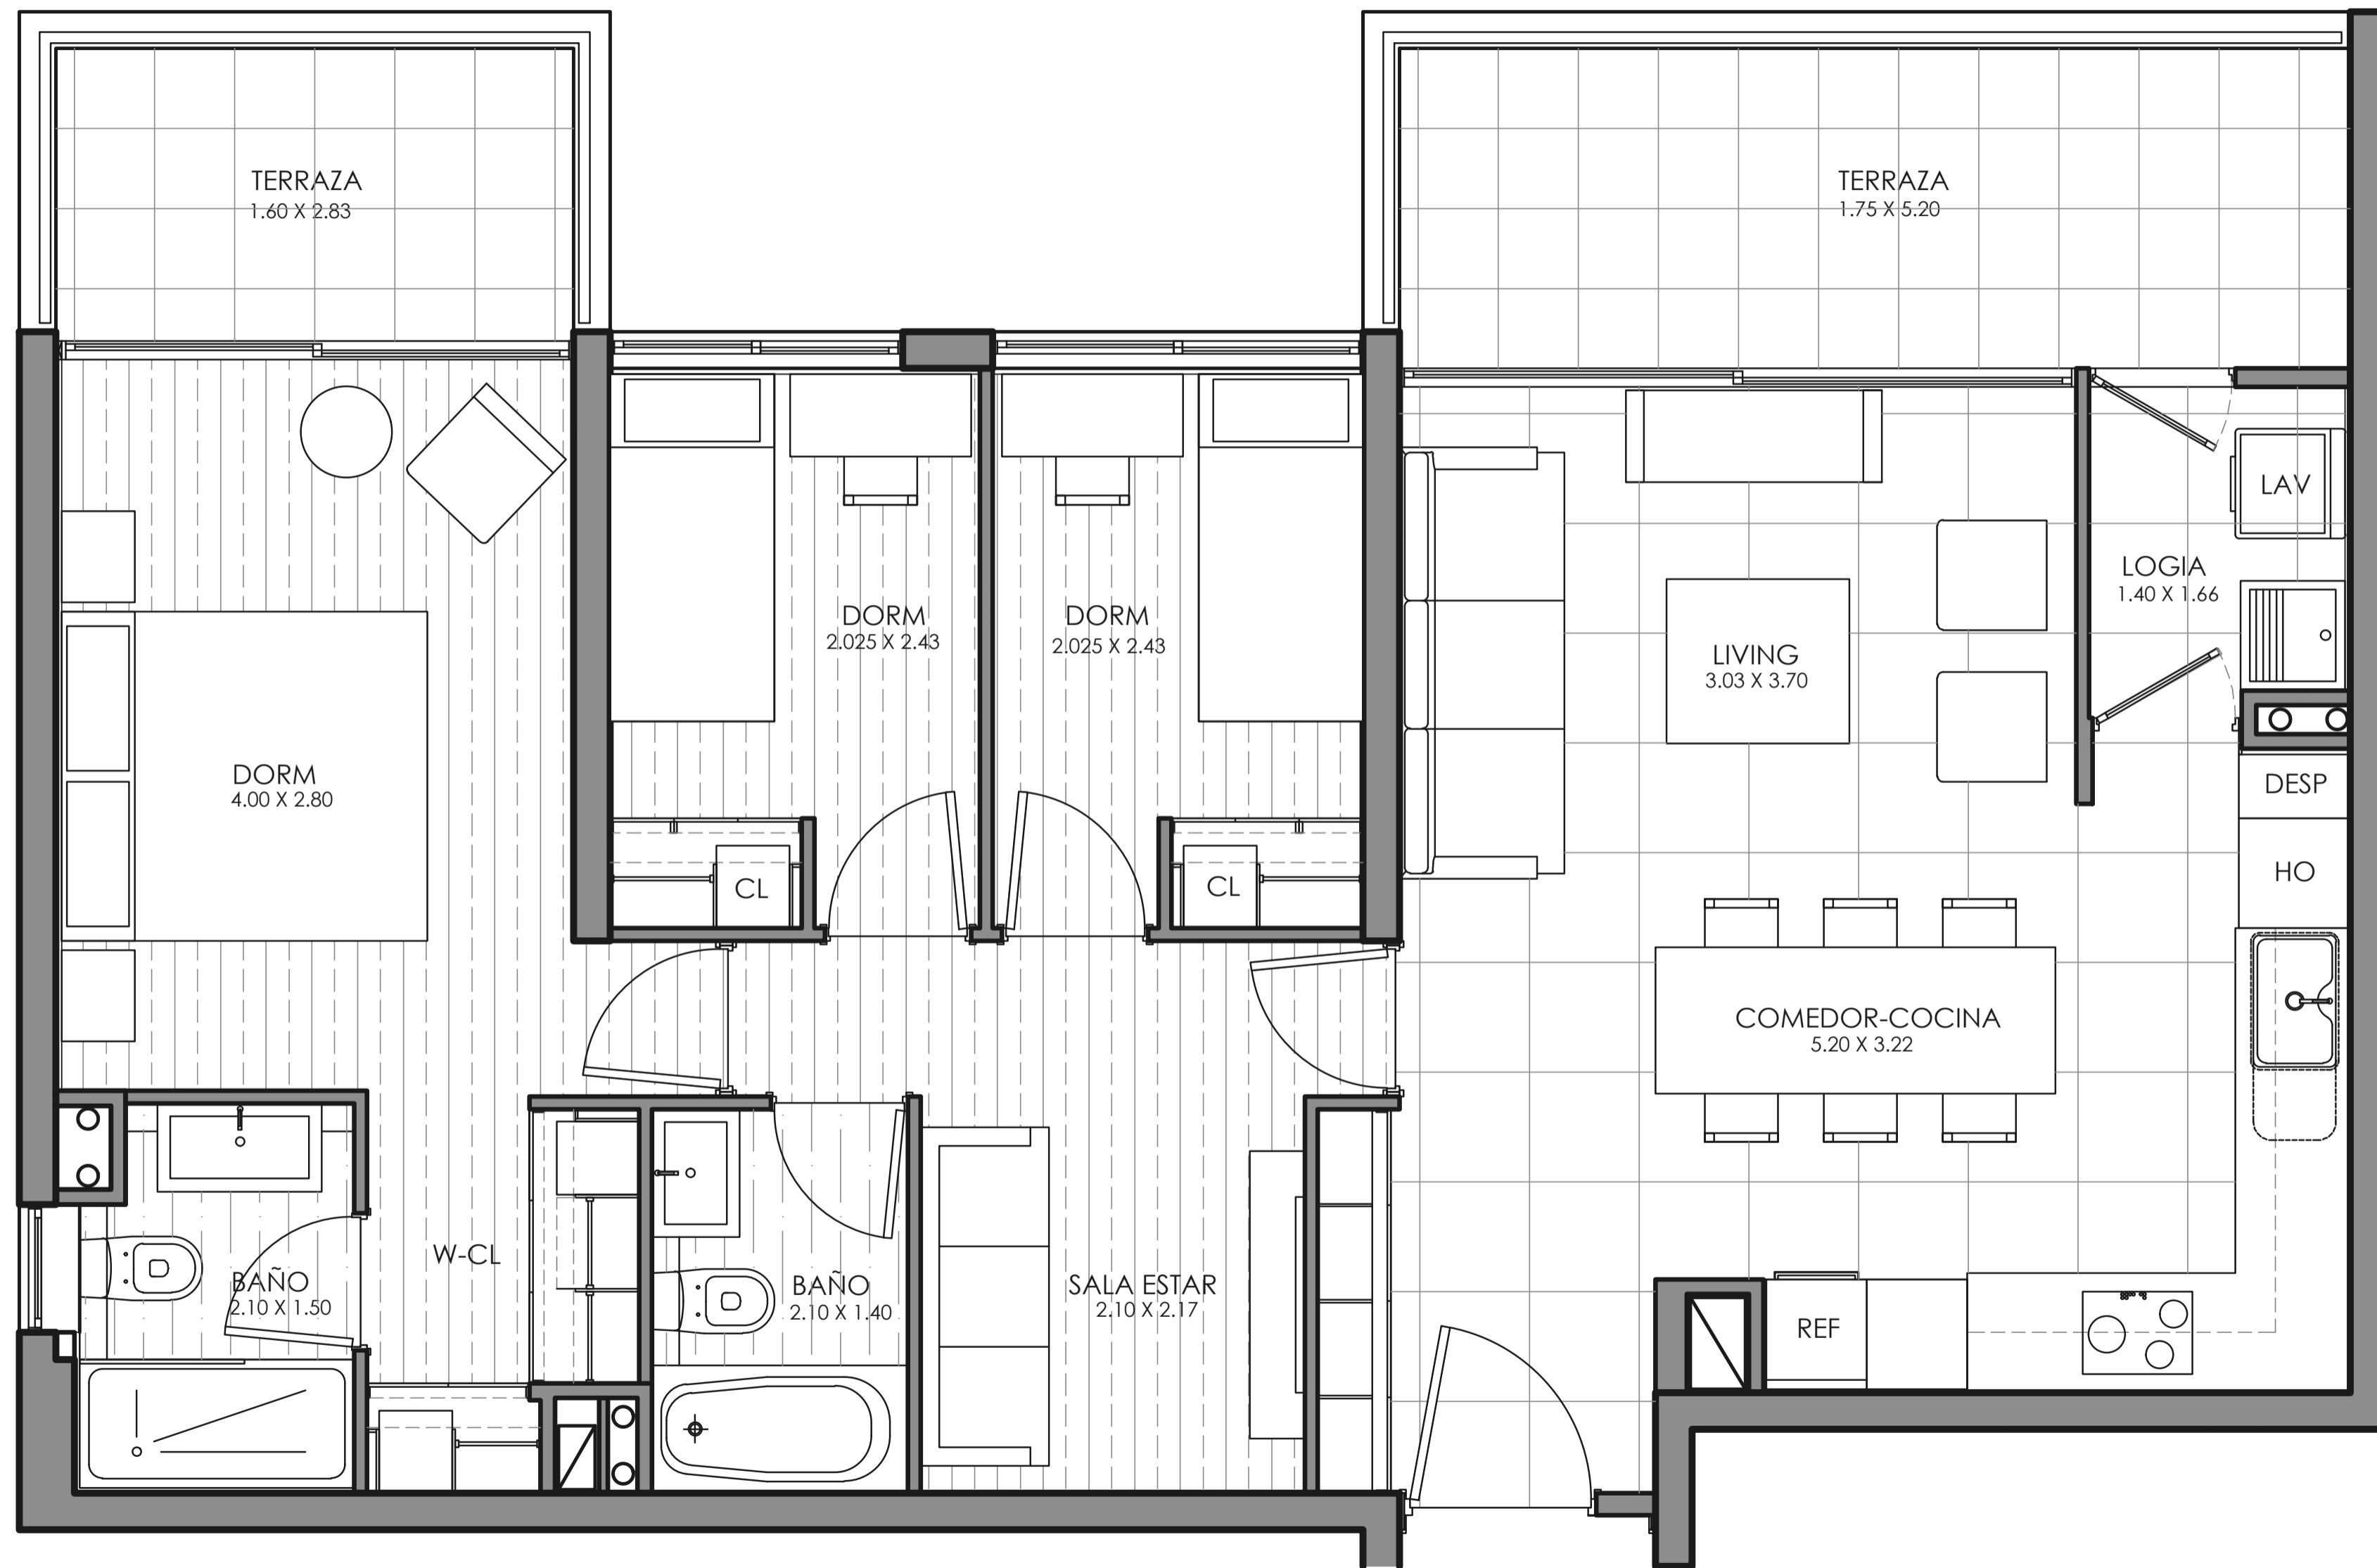 TERRAZA
1.60 X 2.83
TERRAZA
1.75 X 5.20
LAV
LOGIA
1.40 X 1.66
DORM
2.025 X 2.43
DORM
2.025 X 2.43
LIVING
3.03 X 3.70
DORM
4.00 X 2.80
DESP
HO
CL
CL
COMEDOR-COCINA
5.20 X 3.22
W-CL
BAÑO
2.10 X 1.50
BAÑO
2.10 X 1.40
SALA ESTAR
2.10 X 2.17
REF